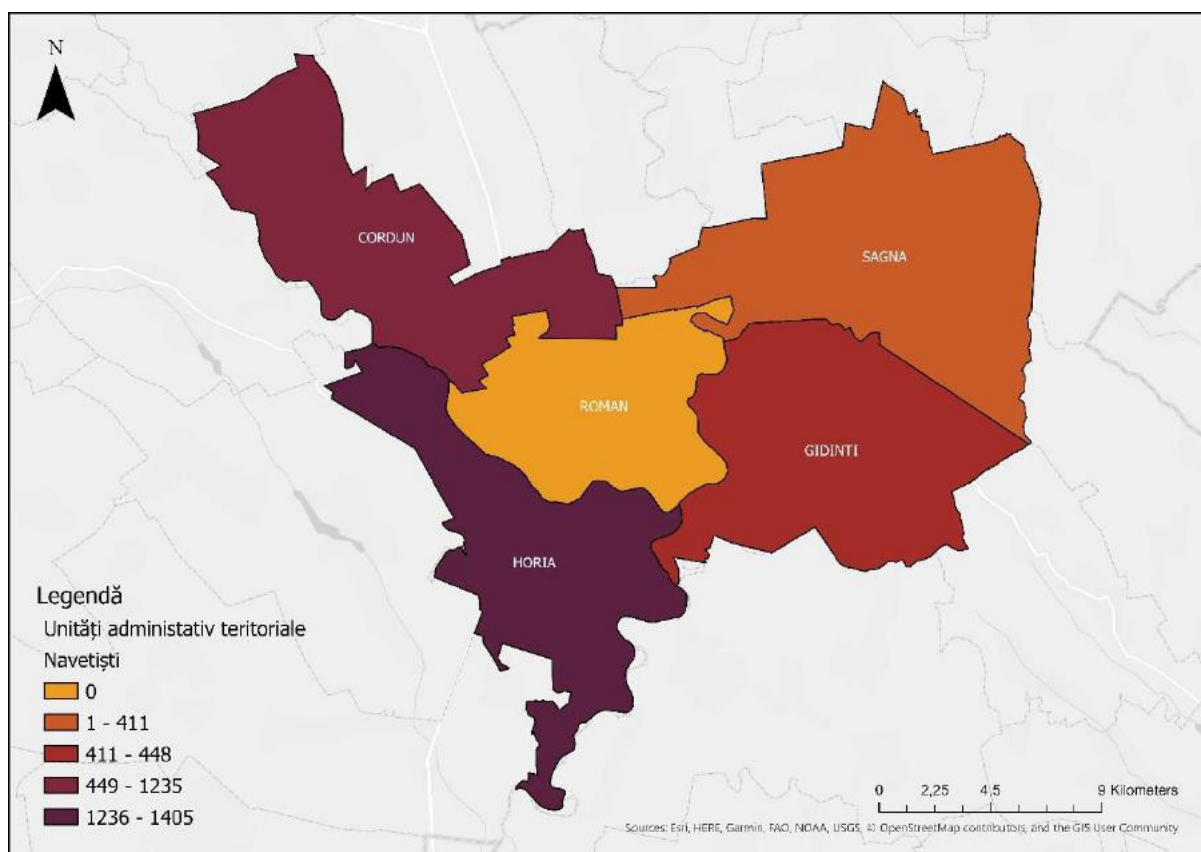 N
CORDUN
SAGNA
ROMAN
GIDINTI
HORIA
Legendă
Unități administativ teritoriale
Navetiști
0
1 - 411
411 - 448
449 - 1235
1236 - 1405
0 2,25 4,5 9 Kilometers
Sources: Esri, HERE, Garmin, FAO, NOAA, USGS, © OpenStreetMap contributors, and the GIS User Community